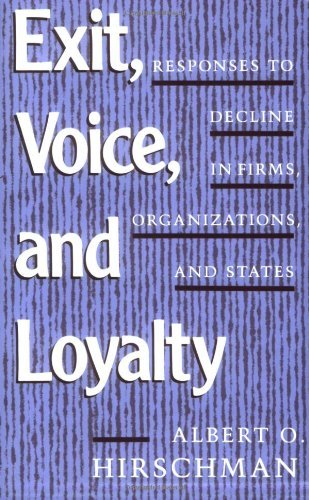 Exit,
Voice,
and
Loyalty
RESPONSES TO
DECLINE
IN FIRMS,
ORGANIZATIONS,
AND STATES
ALBERT O.
HIRSCHMAN